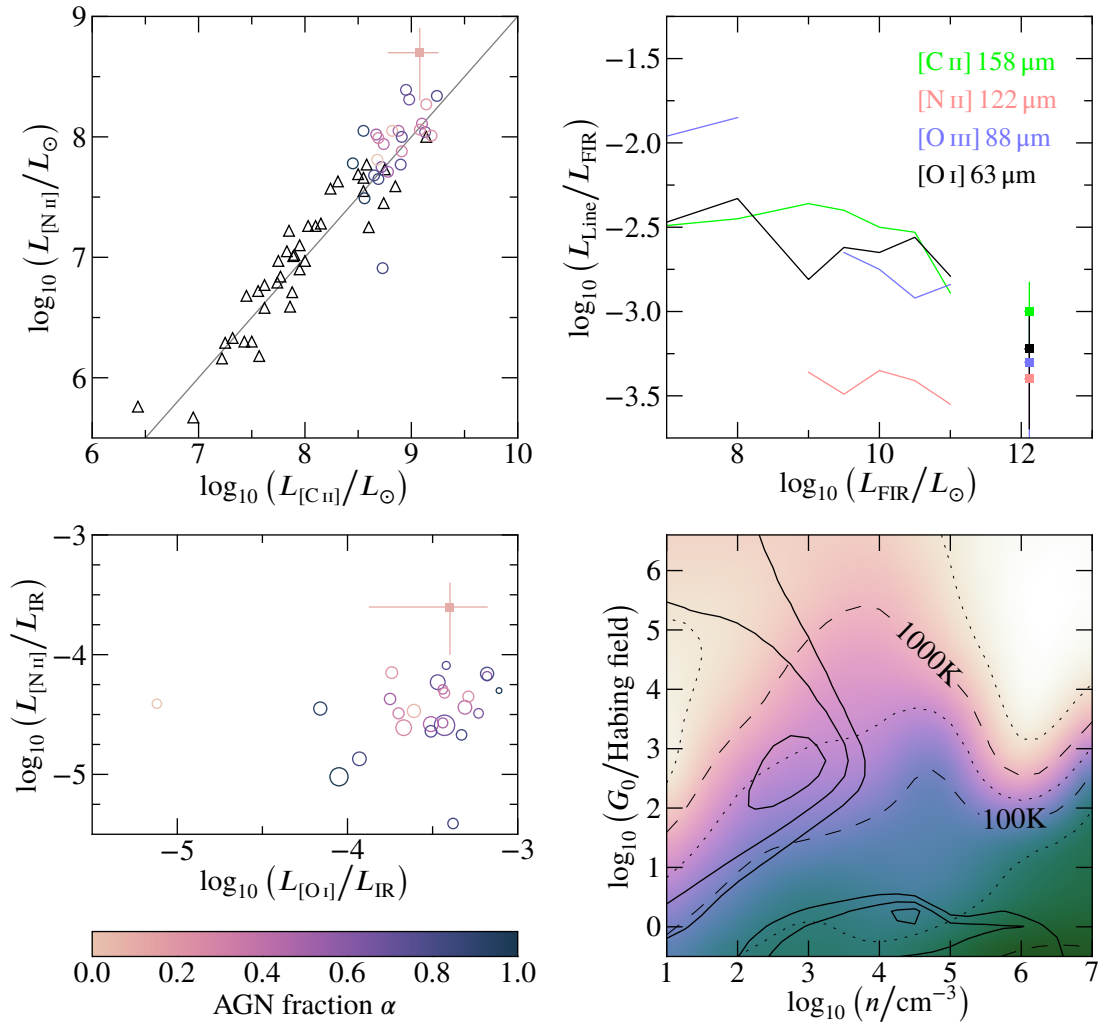 9
8
7
6
log₁₀ (L[N II]/L⊙)
6 7 8 9 10
log₁₀ (L[C II]/L⊙)
−1.5
−2.0
−2.5
−3.0
−3.5
log₁₀ (LLine/LFIR)
[C II] 158 μm
[N II] 122 μm
[O III] 88 μm
[O I] 63 μm
8 10 12
log₁₀ (LFIR/L⊙)
−3
−4
−5
log₁₀ (L[N II]/LIR)
−5 −4 −3
log₁₀ (L[O I]/LIR)
0.0 0.2 0.4 0.6 0.8 1.0
AGN fraction α
6
5
4
3
2
1
0
log₁₀ (G₀/Habing field)
1000K
100K
1 2 3 4 5 6 7
log₁₀ (n/cm⁻³)